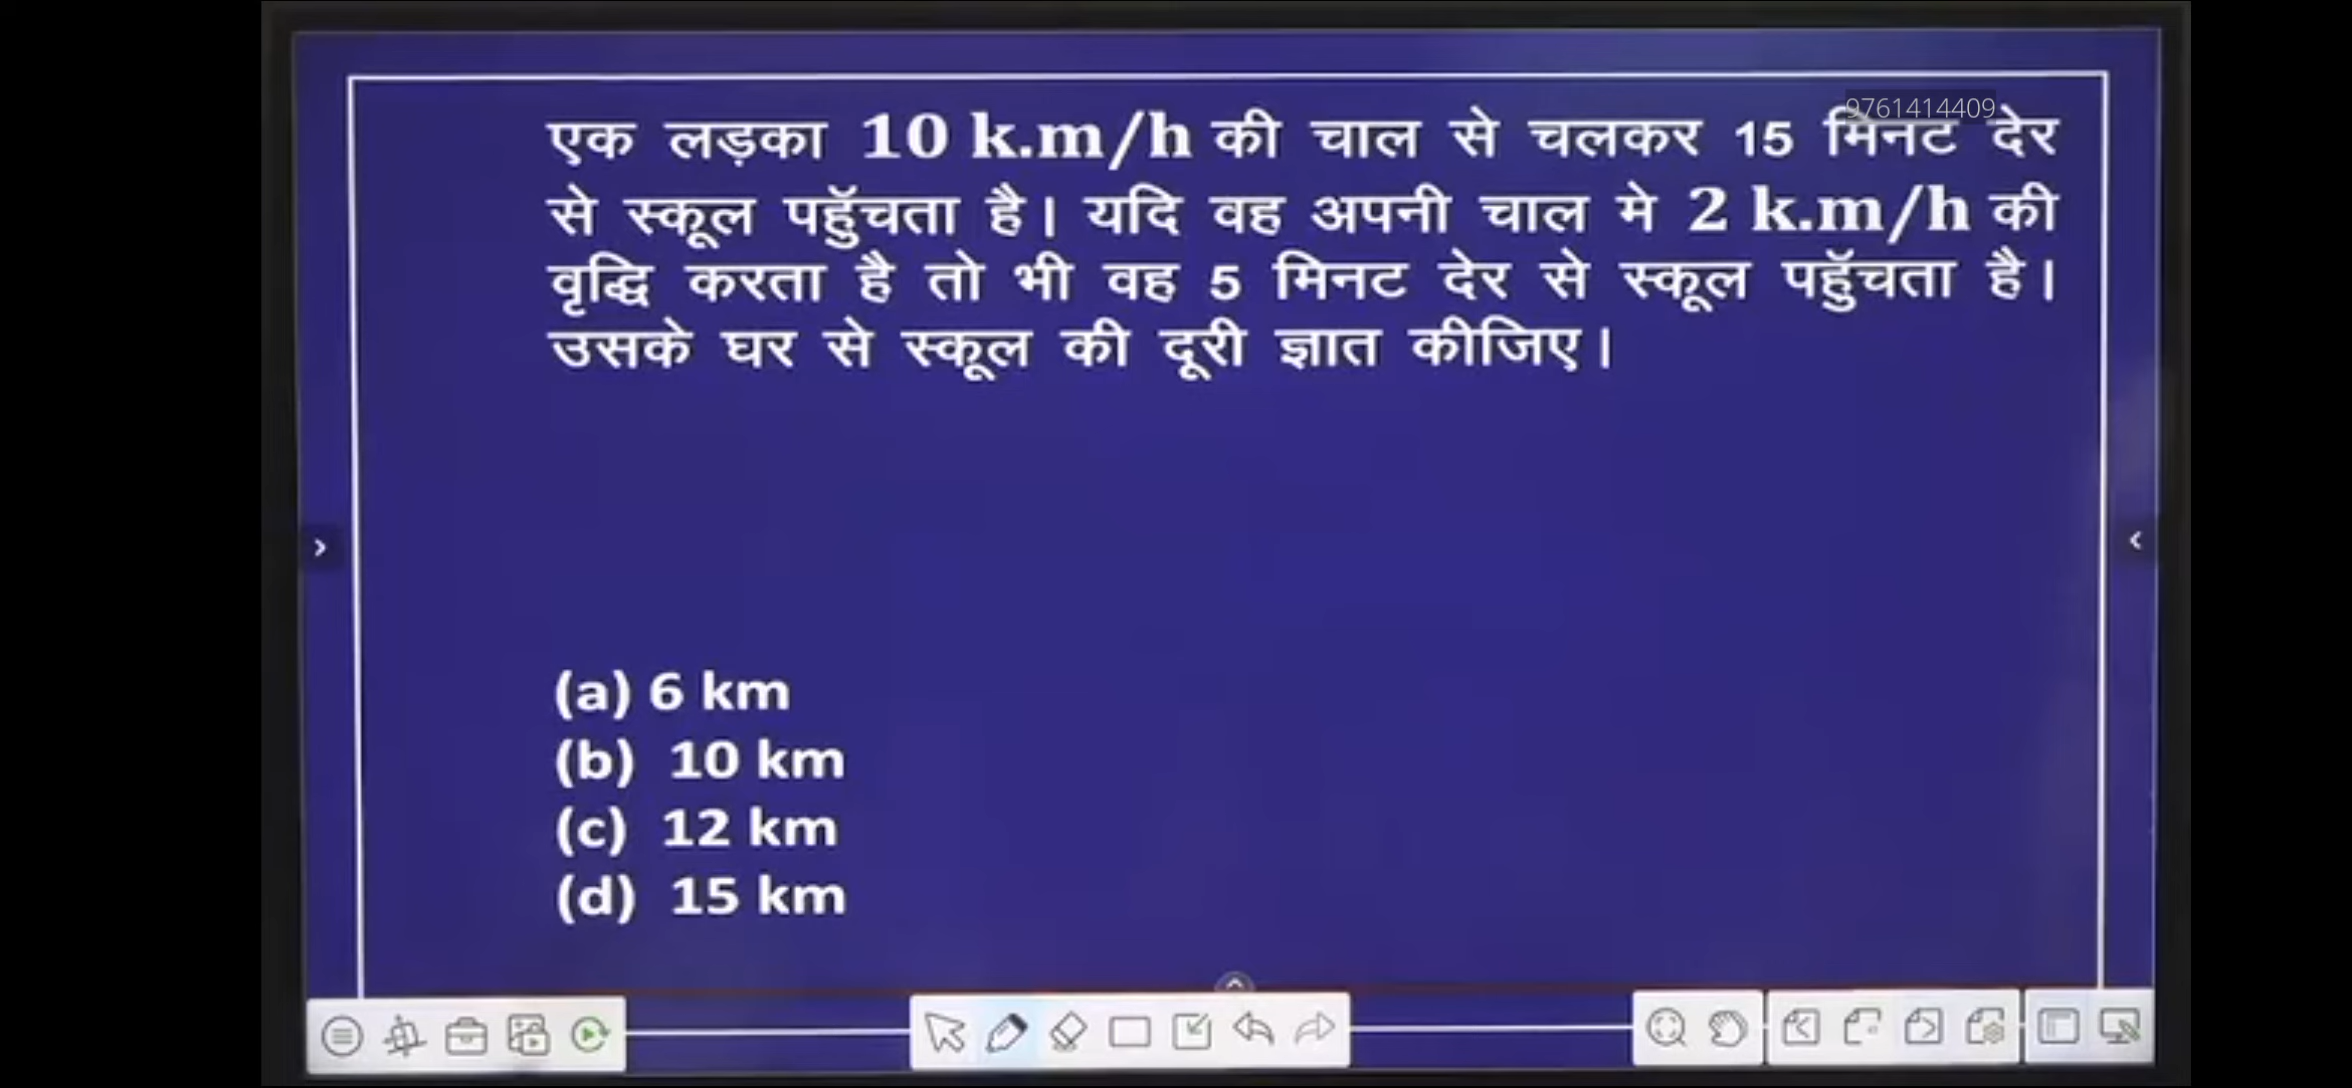 9761414409
एक लड़का 10 k.m/h की चाल से चलकर 15 मिनट देर
से स्कूल पहुॅचता है। यदि वह अपनी चाल मे 2 k.m/h की
वृद्धि करता है तो भी वह 5 मिनट देर से स्कूल पहुॅचता है।
उसके घर से स्कूल की दूरी ज्ञात कीजिए।
(a) 6 km
(b) 10 km
(c) 12 km
(d) 15 km